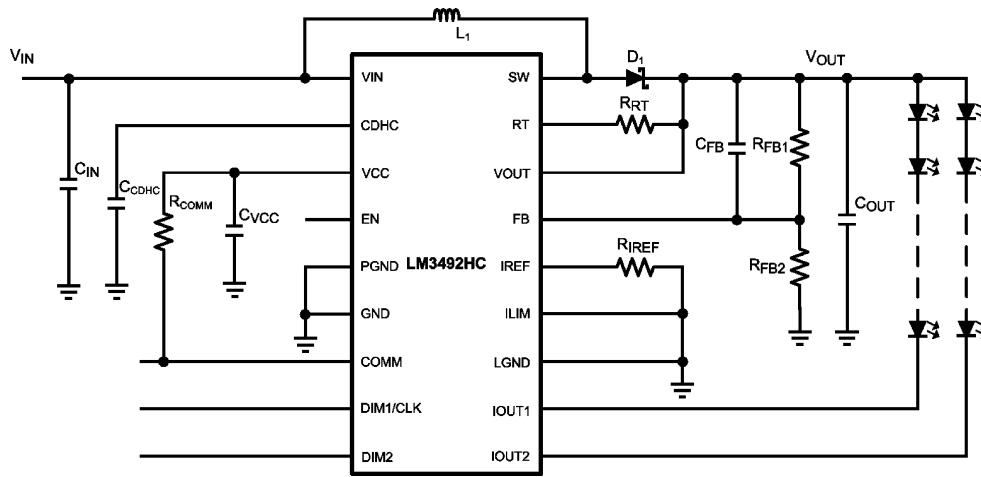 L1
VIN
D1
VOUT
VIN
SW
RRT
CDHC
RT
CFB
RFB1
CIN
CCDHC
RCOMM
VCC
VOUT
CVCC
EN
FB
COUT
RIREF
PGND
LM3492HC
IREF
RFB2
GND
ILIM
COMM
LGND
DIM1/CLK
IOUT1
DIM2
IOUT2